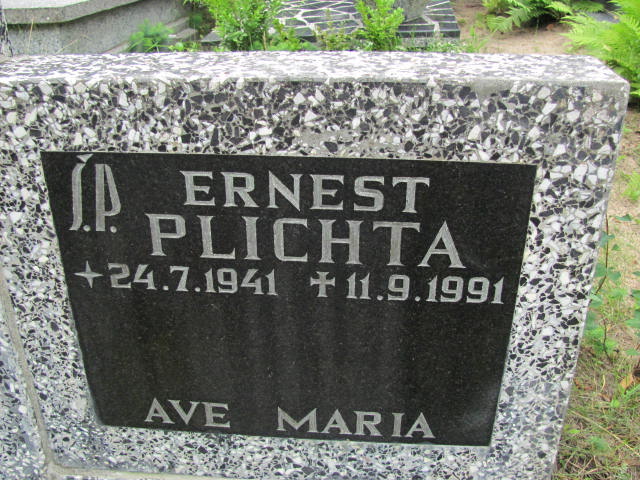 Ś.P.
ERNEST
PLICHTA
✦24.7.1941 ✝11.9.1991
AVE MARIA